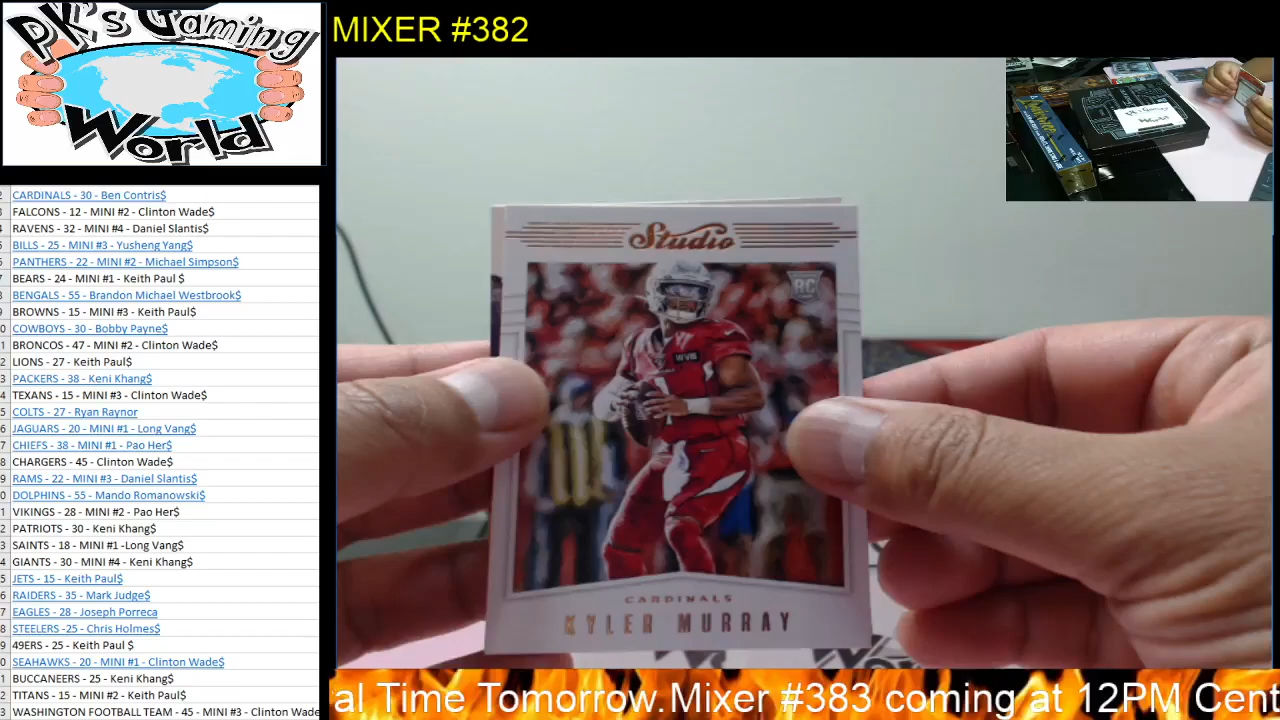 PK's Gaming
World
MIXER #382
CARDINALS - 30 - Ben Contris$
FALCONS - 12 - MINI #2 - Clinton Wade$
RAVENS - 32 - MINI #4 - Daniel Slantis$
BILLS - 25 - MINI #3 - Yusheng Yang$
PANTHERS - 22 - MINI #2 - Michael Simpson$
BEARS - 24 - MINI #1 - Keith Paul $
BENGALS - 55 - Brandon Michael Westbrook$
BROWNS - 15 - MINI #3 - Keith Paul$
COWBOYS - 30 - Bobby Payne$
BRONCOS - 47 - MINI #2 - Clinton Wade$
LIONS - 27 - Keith Paul$
PACKERS - 38 - Keni Khang$
TEXANS - 15 - MINI #3 - Clinton Wade$
COLTS - 27 - Ryan Raynor
JAGUARS - 20 - MINI #1 - Long Vang$
CHIEFS - 38 - MINI #1 - Pao Her$
CHARGERS - 45 - Clinton Wade$
RAMS - 22 - MINI #3 - Daniel Slantis$
DOLPHINS - 55 - Mando Romanowski$
VIKINGS - 28 - MINI #2 - Pao Her$
PATRIOTS - 30 - Keni Khang$
SAINTS - 18 - MINI #1 -Long Vang$
GIANTS - 30 - MINI #4 - Keni Khang$
JETS - 15 - Keith Paul$
RAIDERS - 35 - Mark Judge$
EAGLES - 28 - Joseph Porreca
STEELERS -25 - Chris Holmes$
49ERS - 25 - Keith Paul $
SEAHAWKS - 20 - MINI #1 - Clinton Wade$
BUCCANEERS - 25 - Keni Khang$
TITANS - 15 - MINI #2 - Keith Paul$
WASHINGTON FOOTBALL TEAM - 45 - MINI #3 - Clinton Wade
Studio
RC
WVB
CARDINALS
KYLER MURRAY
al Time Tomorrow.Mixer #383 coming at 12PM Cent